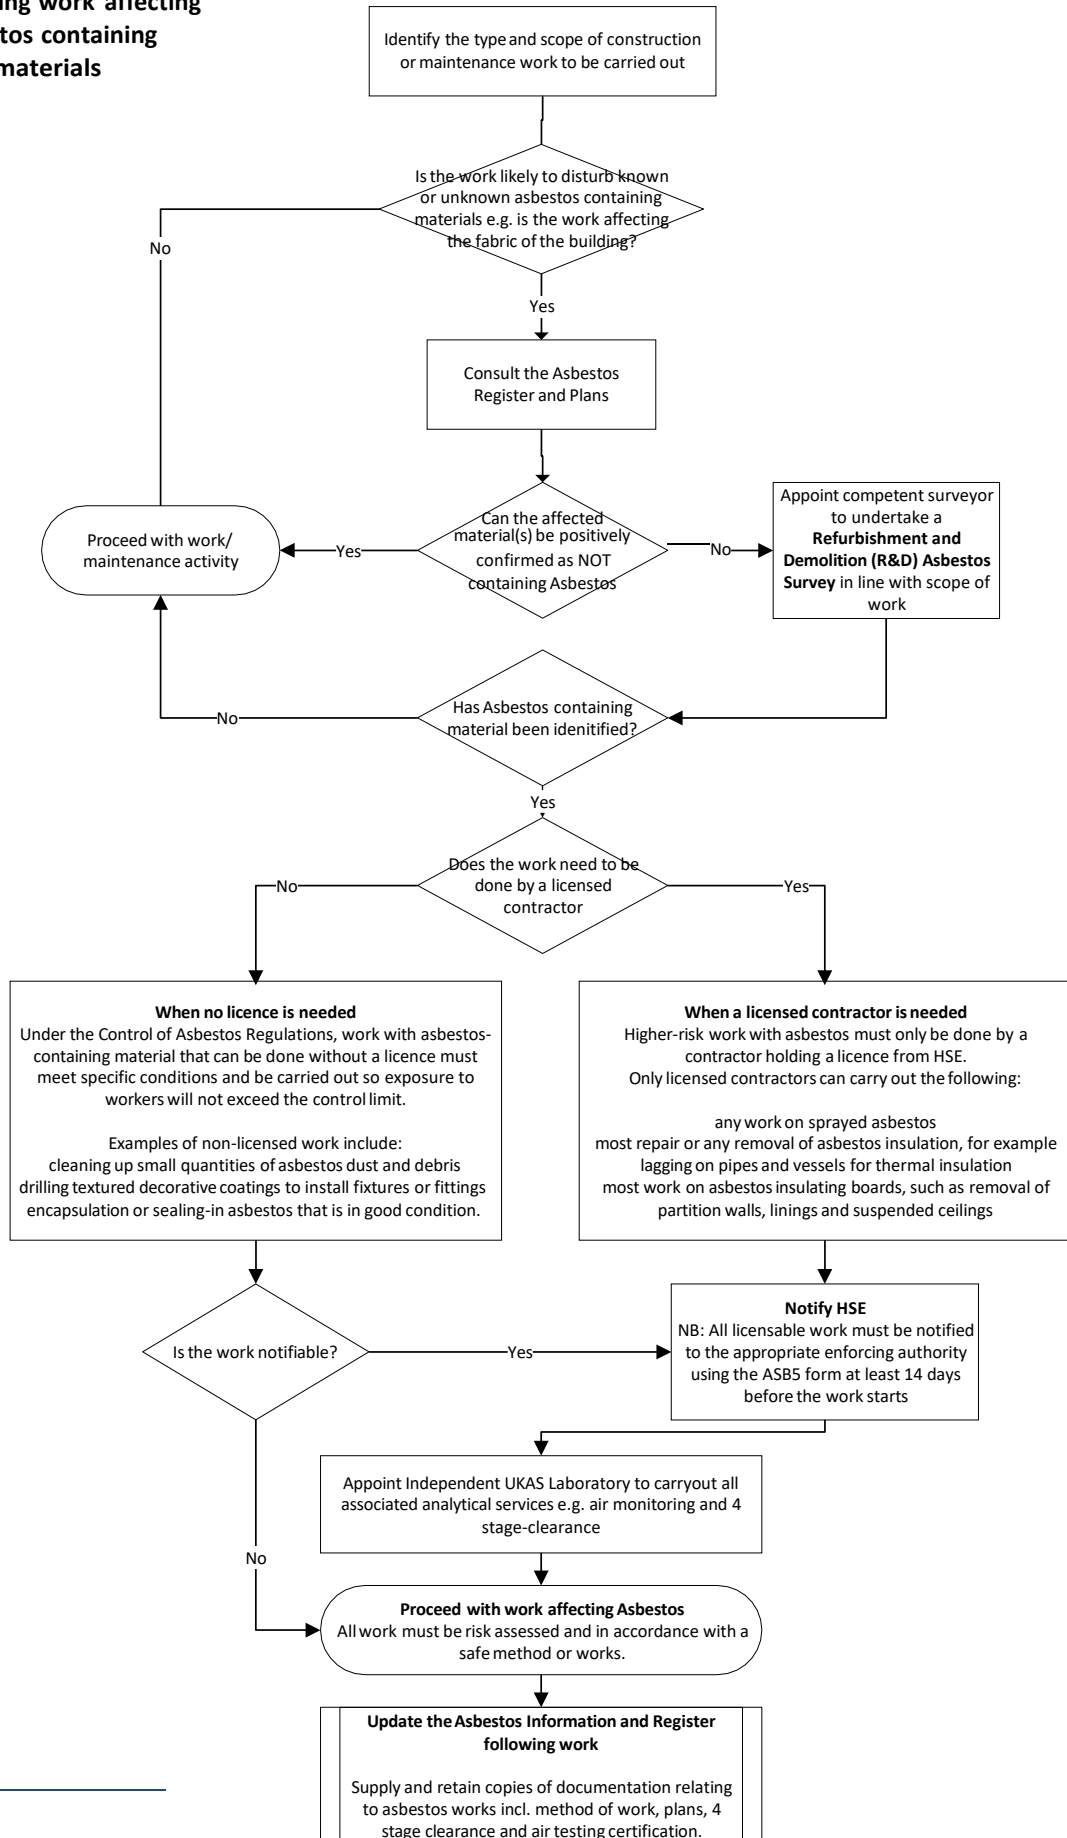 ing work affecting
tos containing
materials
Identify the type and scope of construction
or maintenance work to be carried out
Is the work likely to disturb known
or unknown asbestos containing
materials e.g. is the work affecting
the fabric of the building?
No
Yes
Consult the Asbestos
Register and Plans
Can the affected
material(s) be positively
confirmed as NOT
containing Asbestos
Yes
No
Proceed with work/
maintenance activity
Appoint competent surveyor
to undertake a
Refurbishment and
Demolition (R&D) Asbestos
Survey in line with scope of
work
Has Asbestos containing
material been idenitified?
No
Yes
Does the work need to be
done by a licensed
contractor
No
Yes
When no licence is needed
Under the Control of Asbestos Regulations, work with asbestos-
containing material that can be done without a licence must
meet specific conditions and be carried out so exposure to
workers will not exceed the control limit.
Examples of non-licensed work include:
cleaning up small quantities of asbestos dust and debris
drilling textured decorative coatings to install fixtures or fittings
encapsulation or sealing-in asbestos that is in good condition.
When a licensed contractor is needed
Higher-risk work with asbestos must only be done by a
contractor holding a licence from HSE.
Only licensed contractors can carry out the following:
any work on sprayed asbestos
most repair or any removal of asbestos insulation, for example
lagging on pipes and vessels for thermal insulation
most work on asbestos insulating boards, such as removal of
partition walls, linings and suspended ceilings
Is the work notifiable?
Yes
No
Notify HSE
NB: All licensable work must be notified
to the appropriate enforcing authority
using the ASB5 form at least 14 days
before the work starts
Appoint Independent UKAS Laboratory to carryout all
associated analytical services e.g. air monitoring and 4
stage-clearance
Proceed with work affecting Asbestos
All work must be risk assessed and in accordance with a
safe method or works.
Update the Asbestos Information and Register
following work
Supply and retain copies of documentation relating
to asbestos works incl. method of work, plans, 4
stage clearance and air testing certification.